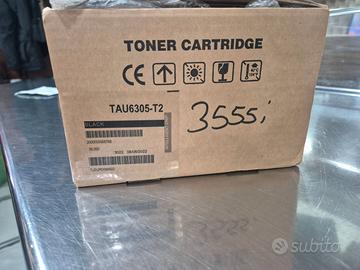 TONER CARTRIDGE
CE
TAU6305-T2
BLACK
3555i
subito